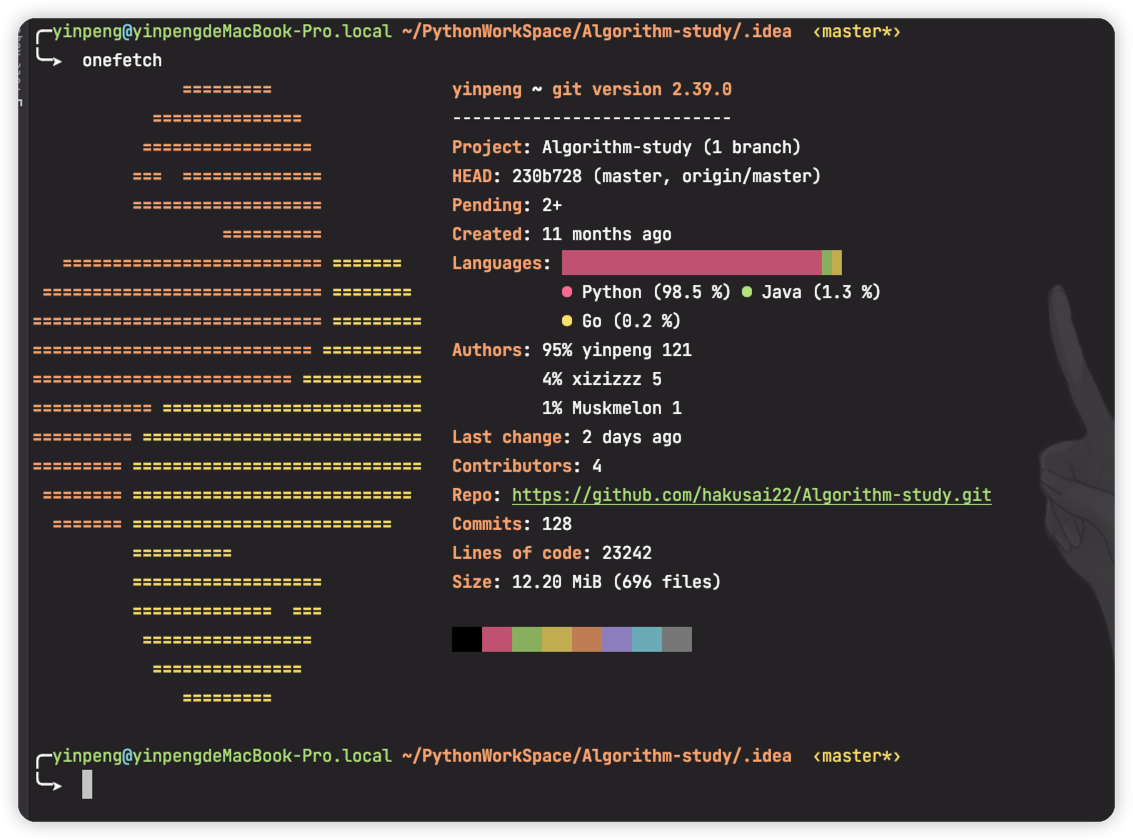 yinpeng@yinpengdeMacBook-Pro.local ~/PythonWorkSpace/Algorithm-study/.idea ‹master*›
onefetch
yinpeng ~ git version 2.39.0
----------------------------
Project: Algorithm-study (1 branch)
HEAD: 230b728 (master, origin/master)
Pending: 2+
Created: 11 months ago
Languages:
● Python (98.5 %) ● Java (1.3 %)
● Go (0.2 %)
Authors: 95% yinpeng 121
4% xizizzz 5
1% Muskmelon 1
Last change: 2 days ago
Contributors: 4
Repo: https://github.com/hakusai22/Algorithm-study.git
Commits: 128
Lines of code: 23242
Size: 12.20 MiB (696 files)
yinpeng@yinpengdeMacBook-Pro.local ~/PythonWorkSpace/Algorithm-study/.idea ‹master*›